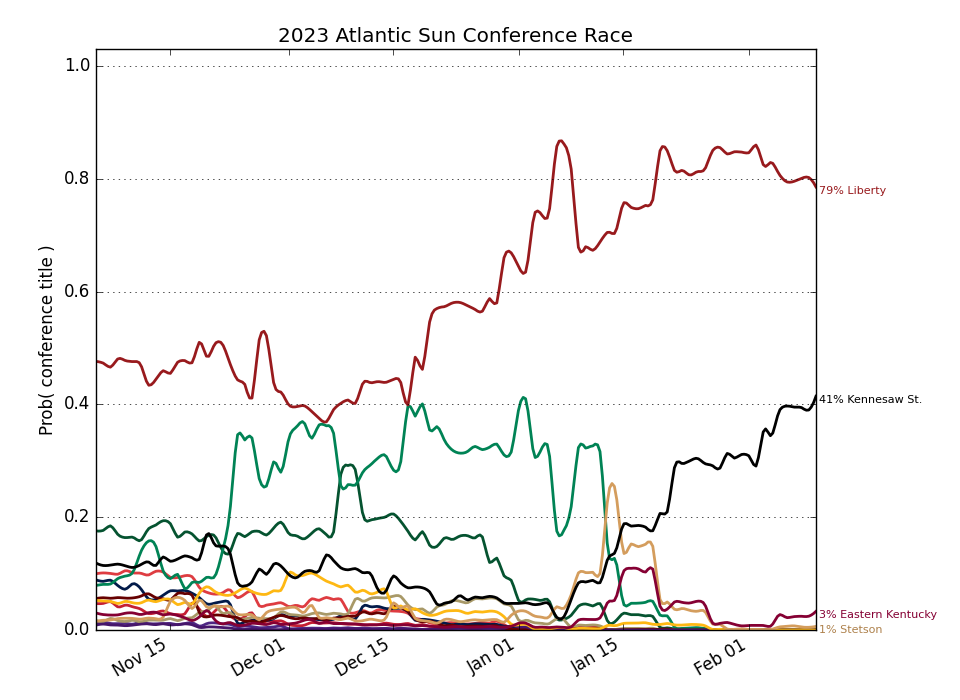 2023 Atlantic Sun Conference Race
Prob( conference title )
1.0
0.8
0.6
0.4
0.2
0.0
79% Liberty
41% Kennesaw St.
3% Eastern Kentucky
1% Stetson
Nov 15
Dec 01
Dec 15
Jan 01
Jan 15
Feb 01